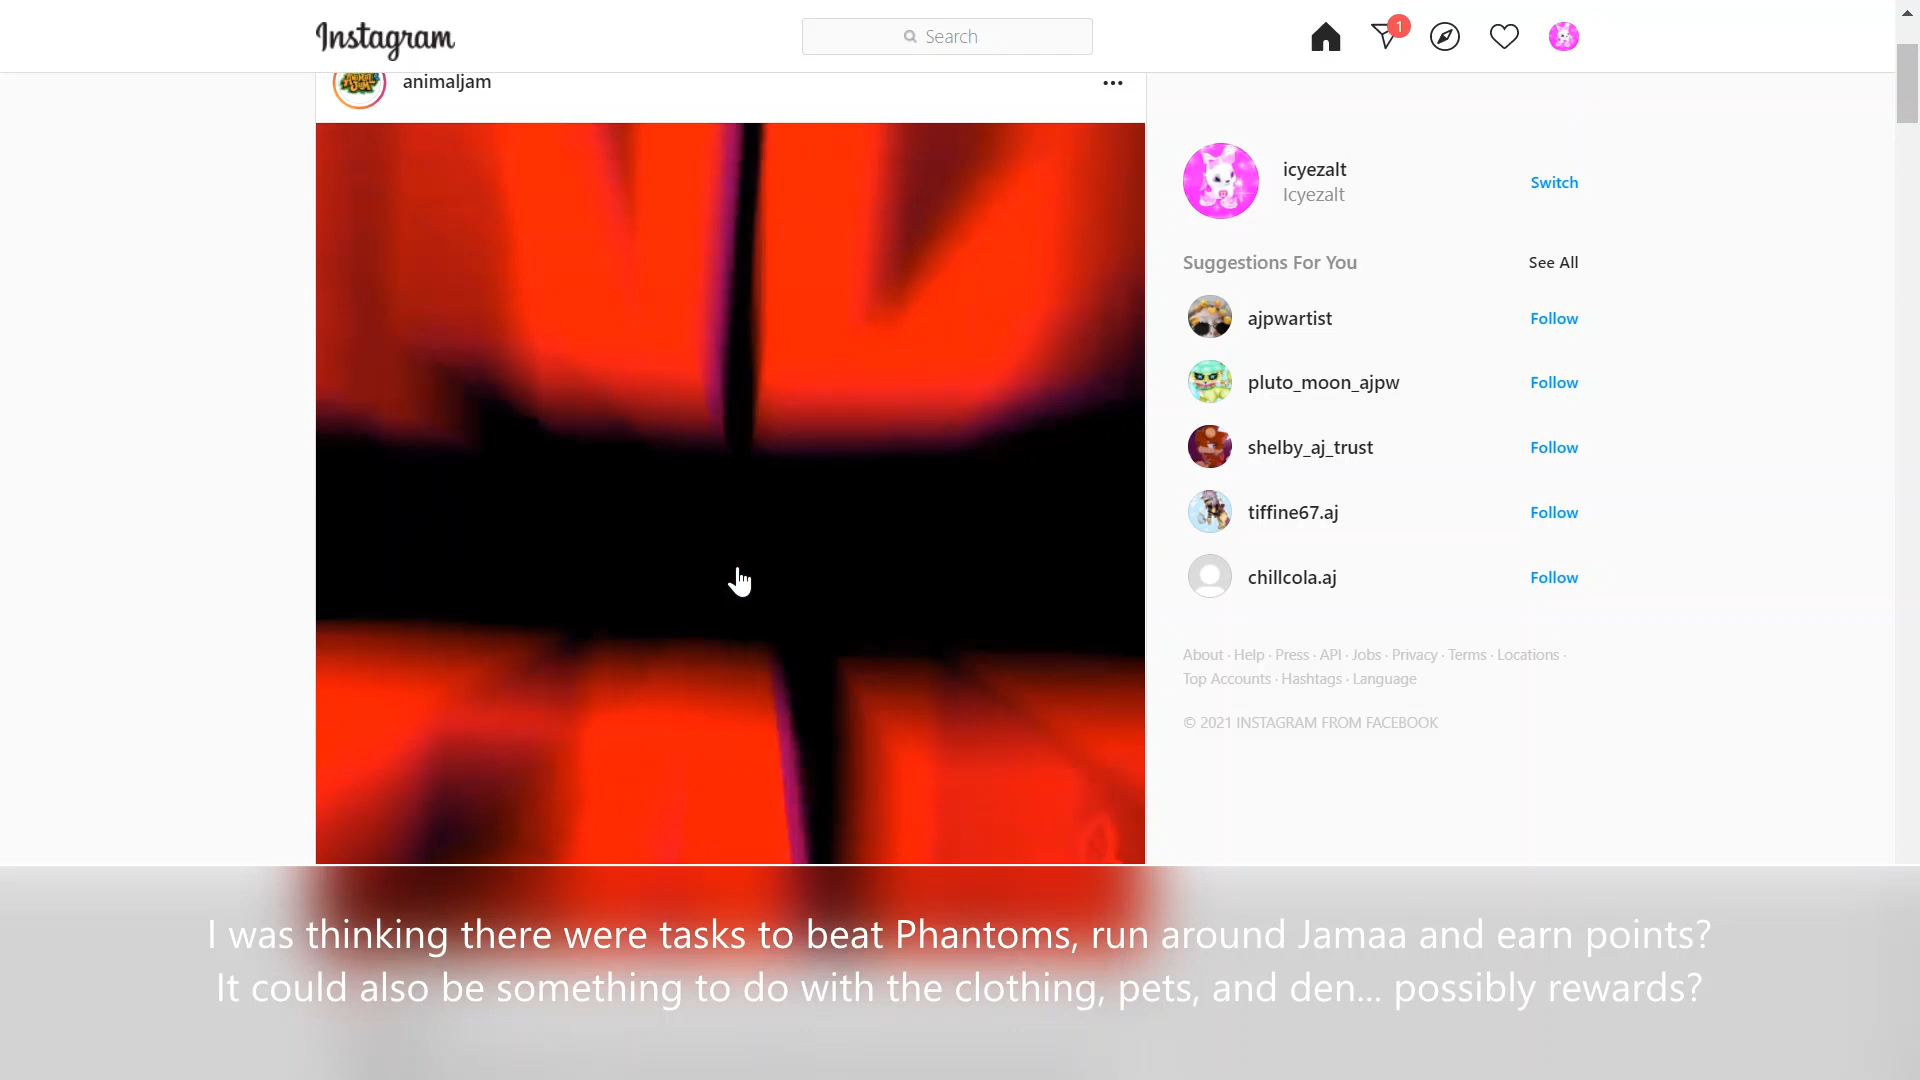 Instagram
Search
1
animaljam
icyezalt
Icyezalt
Switch
Suggestions For You
See All
ajpwartist
Follow
pluto_moon_ajpw
Follow
shelby_aj_trust
Follow
tiffine67.aj
Follow
chillcola.aj
Follow
About · Help · Press · API · Jobs · Privacy · Terms · Locations ·
Top Accounts · Hashtags · Language
© 2021 INSTAGRAM FROM FACEBOOK
I was thinking there were tasks to beat Phantoms, run around Jamaa and earn points?
It could also be something to do with the clothing, pets, and den... possibly rewards?